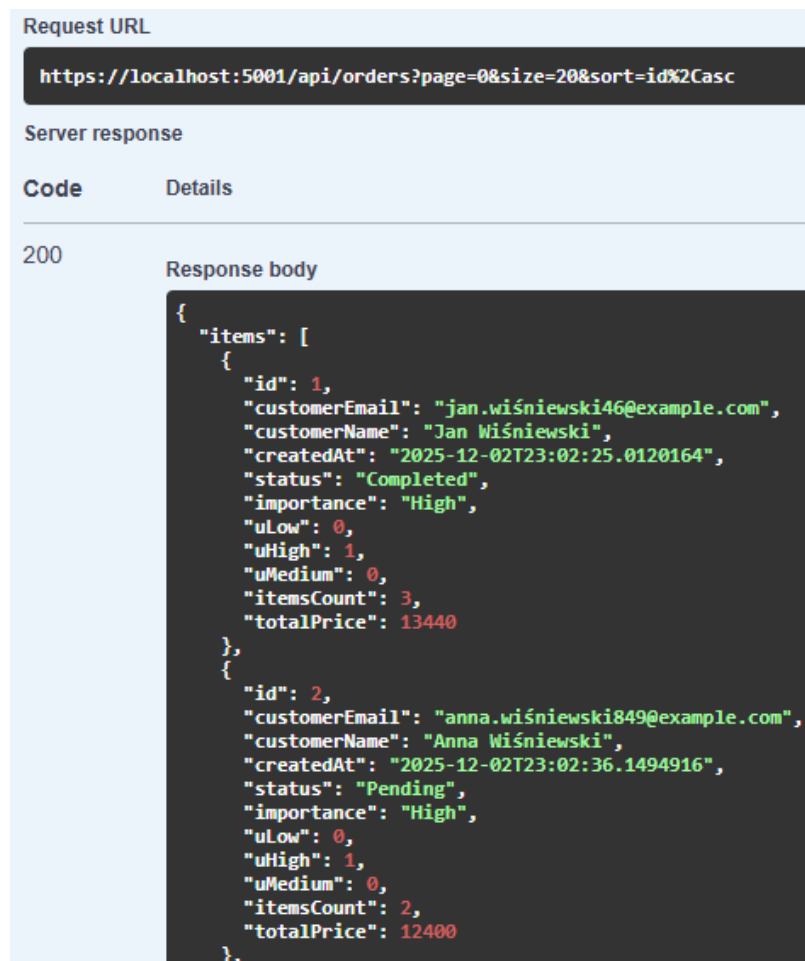 Request URL
https://localhost:5001/api/orders?page=0&size=20&sort=id%2Casc
Server response
Code Details
200
Response body
{
"items": [
{
"id": 1,
"customerEmail": "jan.wiśniewski46@example.com",
"customerName": "Jan Wiśniewski",
"createdAt": "2025-12-02T23:02:25.0120164",
"status": "Completed",
"importance": "High",
"uLow": 0,
"uHigh": 1,
"uMedium": 0,
"itemsCount": 3,
"totalPrice": 13440
},
{
"id": 2,
"customerEmail": "anna.wiśniewski849@example.com",
"customerName": "Anna Wiśniewski",
"createdAt": "2025-12-02T23:02:36.1494916",
"status": "Pending",
"importance": "High",
"uLow": 0,
"uHigh": 1,
"uMedium": 0,
"itemsCount": 2,
"totalPrice": 12400
},